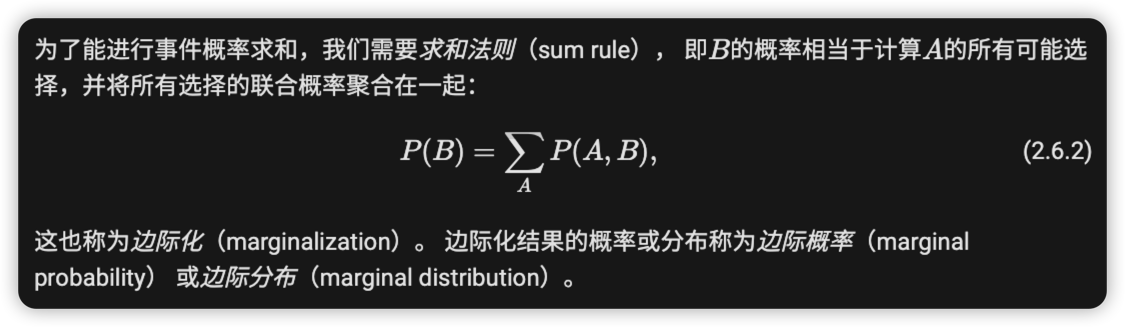 为了能进行事件概率求和，我们需要求和法则（sum rule）， 即B的概率相当于计算A的所有可能选
择，并将所有选择的联合概率聚合在一起：
P(B) = ∑_A P(A, B), (2.6.2)
这也称为边际化（marginalization）。 边际化结果的概率或分布称为边际概率（marginal
probability） 或边际分布（marginal distribution）。